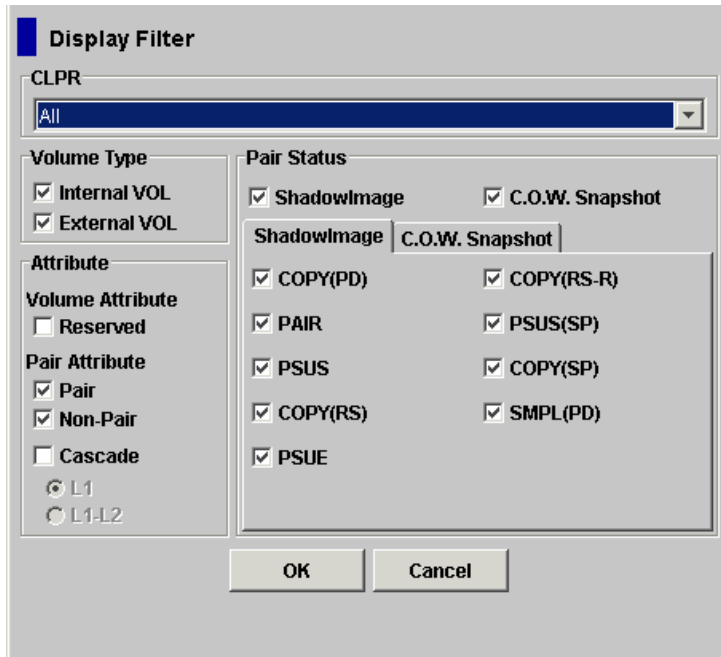 Display Filter
CLPR
All
Volume Type
Internal VOL
External VOL
Attribute
Volume Attribute
Reserved
Pair Attribute
Pair
Non-Pair
Cascade
L1
L1-L2
Pair Status
ShadowImage
C.O.W. Snapshot
ShadowImage
C.O.W. Snapshot
COPY(PD)
COPY(RS-R)
PAIR
PSUS(SP)
PSUS
COPY(SP)
COPY(RS)
SMPL(PD)
PSUE
OK
Cancel